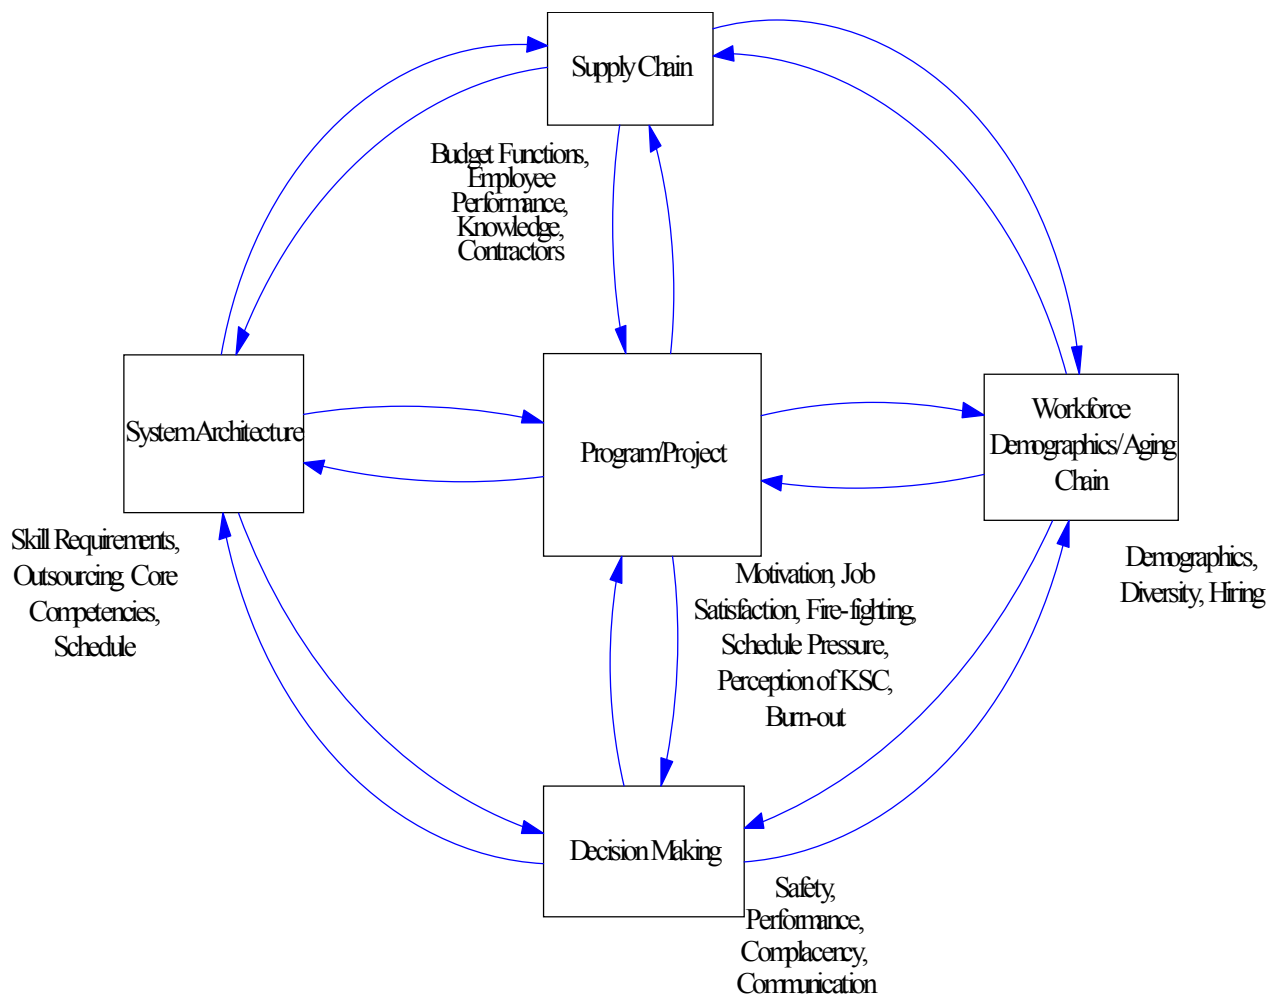 Supply Chain
Budget Functions,
Employee
Performance,
Knowledge,
Contractors
System Architecture
Program/Project
Workforce
Demographics/Aging
Chain
Skill Requirements,
Outsourcing Core
Competencies,
Schedule
Motivation, Job
Satisfaction, Fire-fighting,
Schedule Pressure,
Perception of KSC,
Burn-out
Demographics,
Diversity, Hiring
Decision Making
Safety,
Performance,
Complacency,
Communication